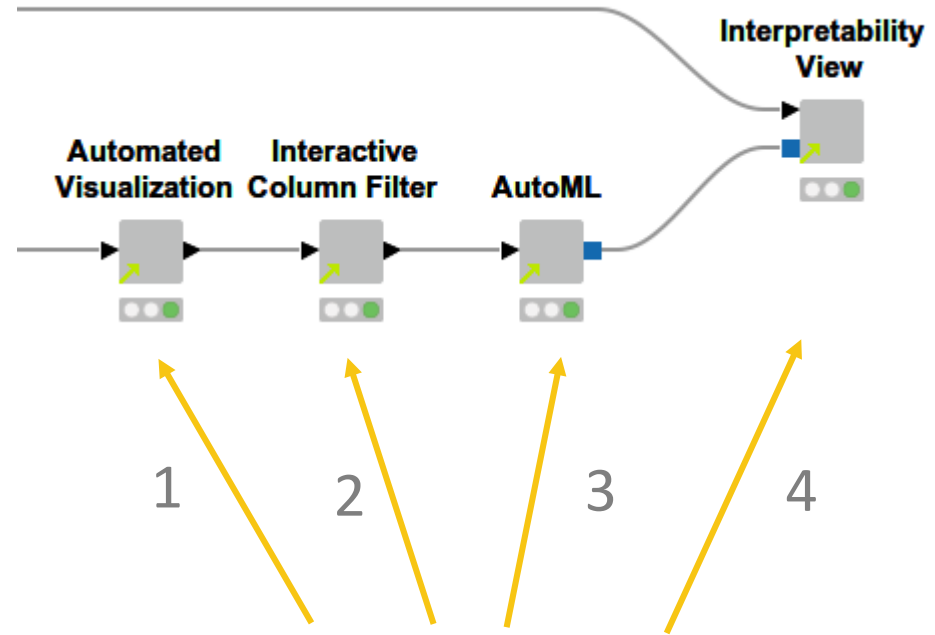 Interpretability
View
Automated
Visualization
Interactive
Column Filter
AutoML
1
2
3
4